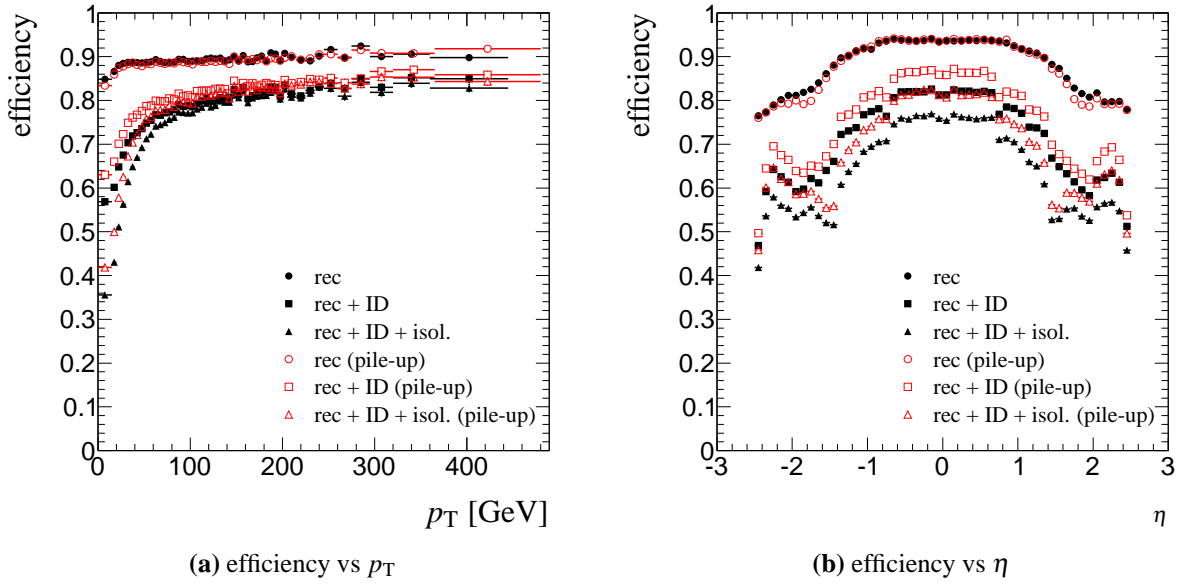 efficiency
1
0.9
0.8
0.7
0.6
0.5
0.4
0.3
0.2
0.1
0
rec
rec + ID
rec + ID + isol.
rec (pile-up)
rec + ID (pile-up)
rec + ID + isol. (pile-up)
0 100 200 300 400
pT [GeV]
(a) efficiency vs pT
efficiency
1
0.9
0.8
0.7
0.6
0.5
0.4
0.3
0.2
0.1
0
rec
rec + ID
rec + ID + isol.
rec (pile-up)
rec + ID (pile-up)
rec + ID + isol. (pile-up)
-3 -2 -1 0 1 2 3
η
(b) efficiency vs η